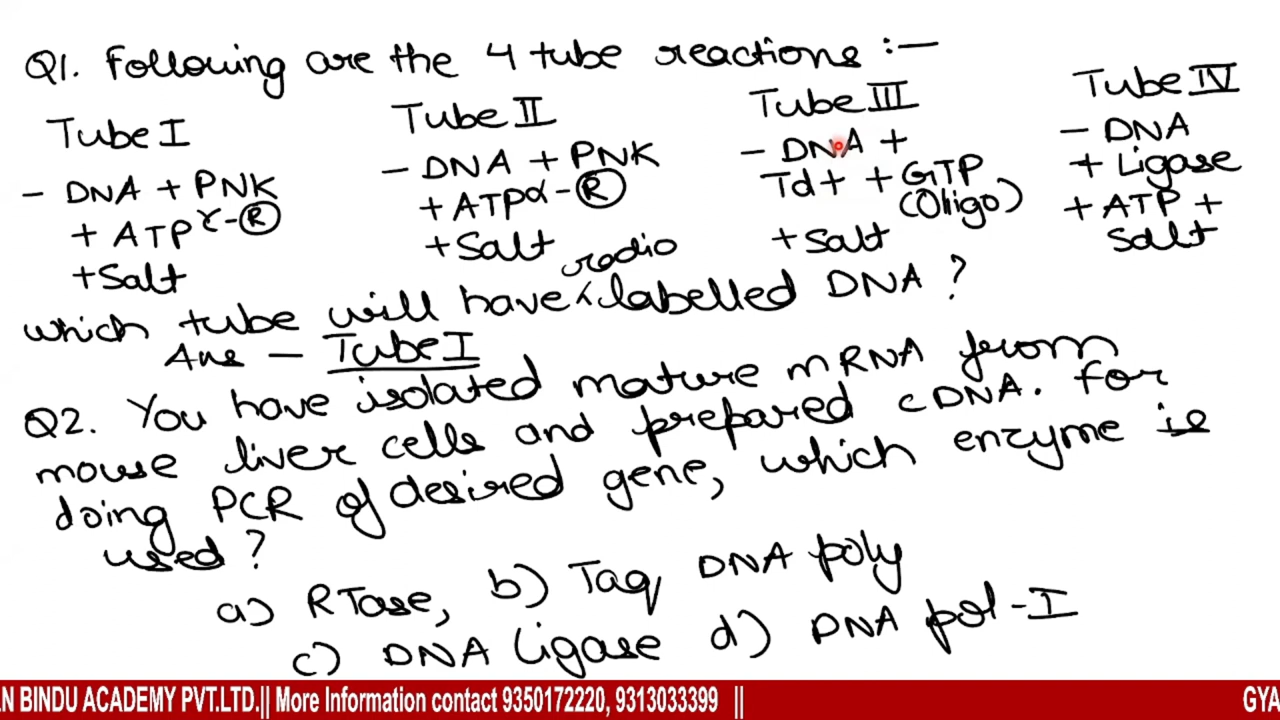 Q1. Following are the 4 tube reactions :-
Tube I
- DNA + PNK
+ ATP γ-Ⓡ
+ Salt
Tube II
- DNA + PNK
+ ATP α-Ⓡ
+ Salt
Tube III
- DNA +
Td+ + GTP
(Oligo)
+ Salt
Tube IV
- DNA
+ Ligase
+ ATP +
Salt
which tube will have radio labelled DNA ?
Ans - Tube I
Q2. You have isolated mature mRNA from
mouse liver cells and prepared cDNA. For
doing PCR of desired gene, which enzyme is
used ?
a) RTase, b) Taq DNA poly
c) DNA ligase d) DNA pol-I
AN BINDU ACADEMY PVT.LTD.|| More Information contact 9350172220, 9313033399 || GYA